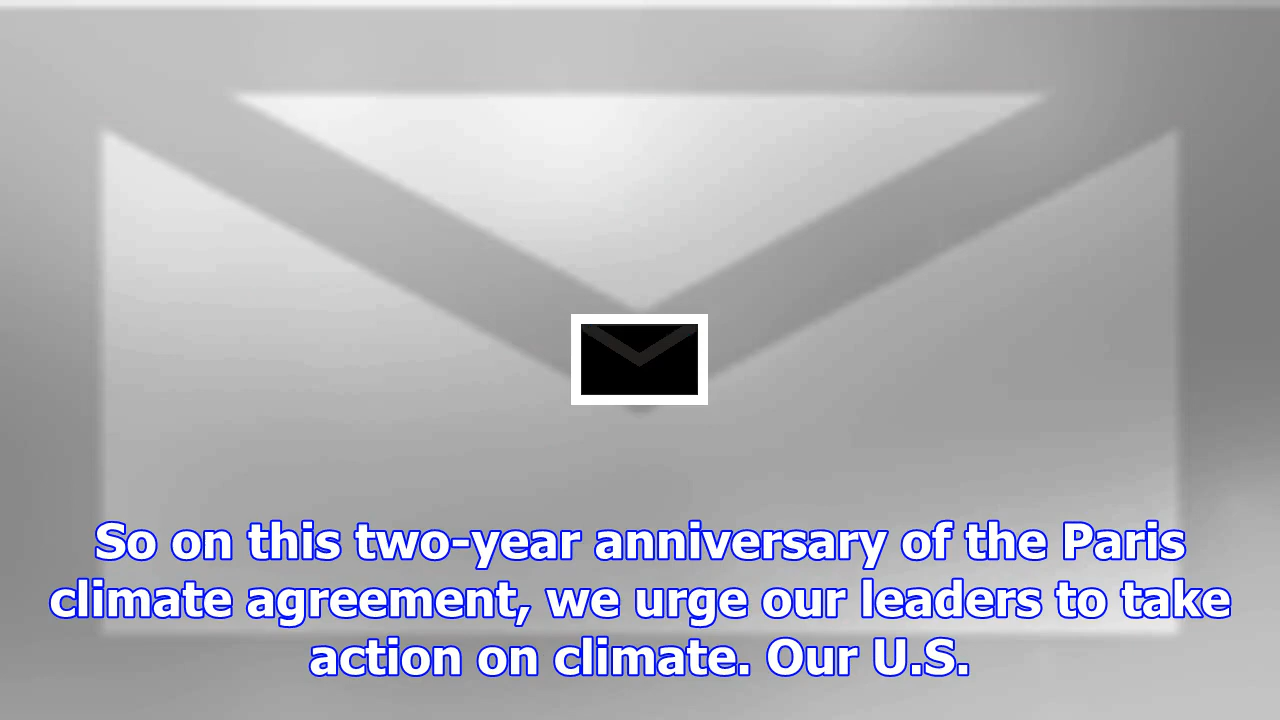 So on this two-year anniversary of the Paris
climate agreement, we urge our leaders to take
action on climate. Our U.S.